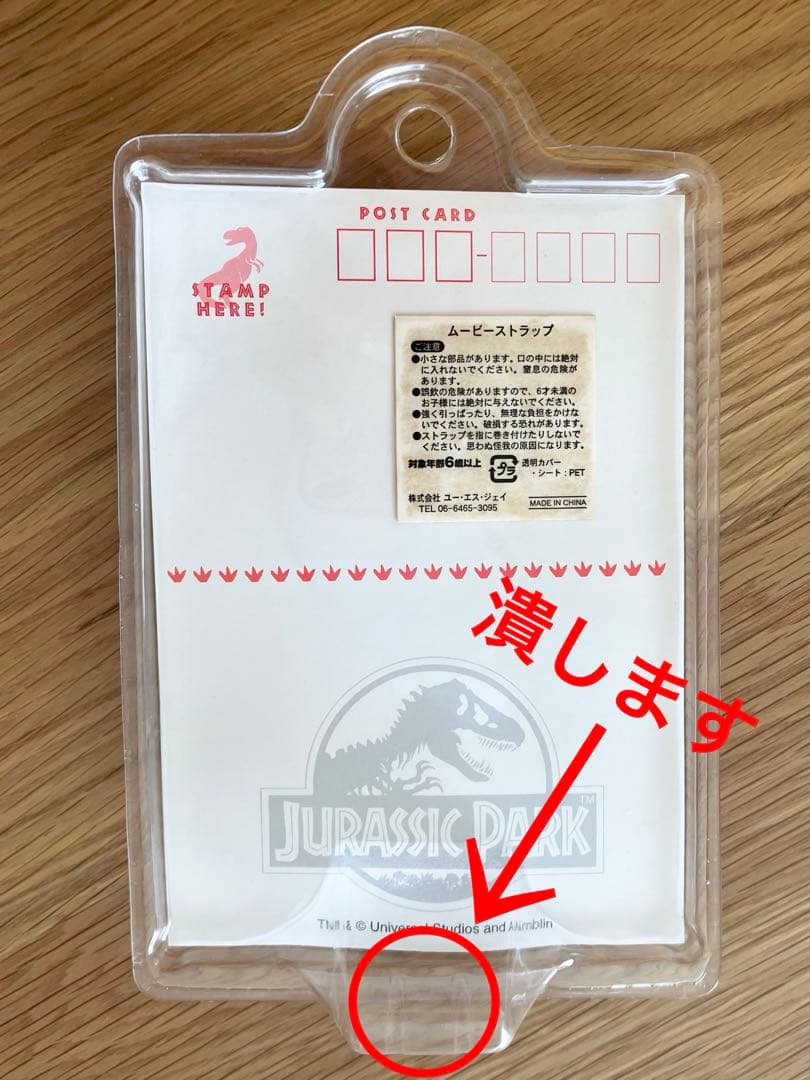 POST CARD
STAMP
HERE!
ムービーストラップ
ご注意
●小さな部品があります。口の中には絶対
に入れないでください。窒息の危険が
あります。
●誤飲の危険がありますので、6才未満の
お子様には絶対に与えないでください。
●強く引っぱったり、無理な負担をかけな
いでください。破損する恐れがあります。
●ストラップを指に巻き付けたりしないで
ください。思わぬ怪我の原因になります。
対象年齢6歳以上
プラ
透明カバー
・シート:PET
株式会社 ユー・エス・ジェイ
TEL 06-6465-3095
MADE IN CHINA
潰します
JURASSIC PARK TM
TM & © Universal Studios and Amblin